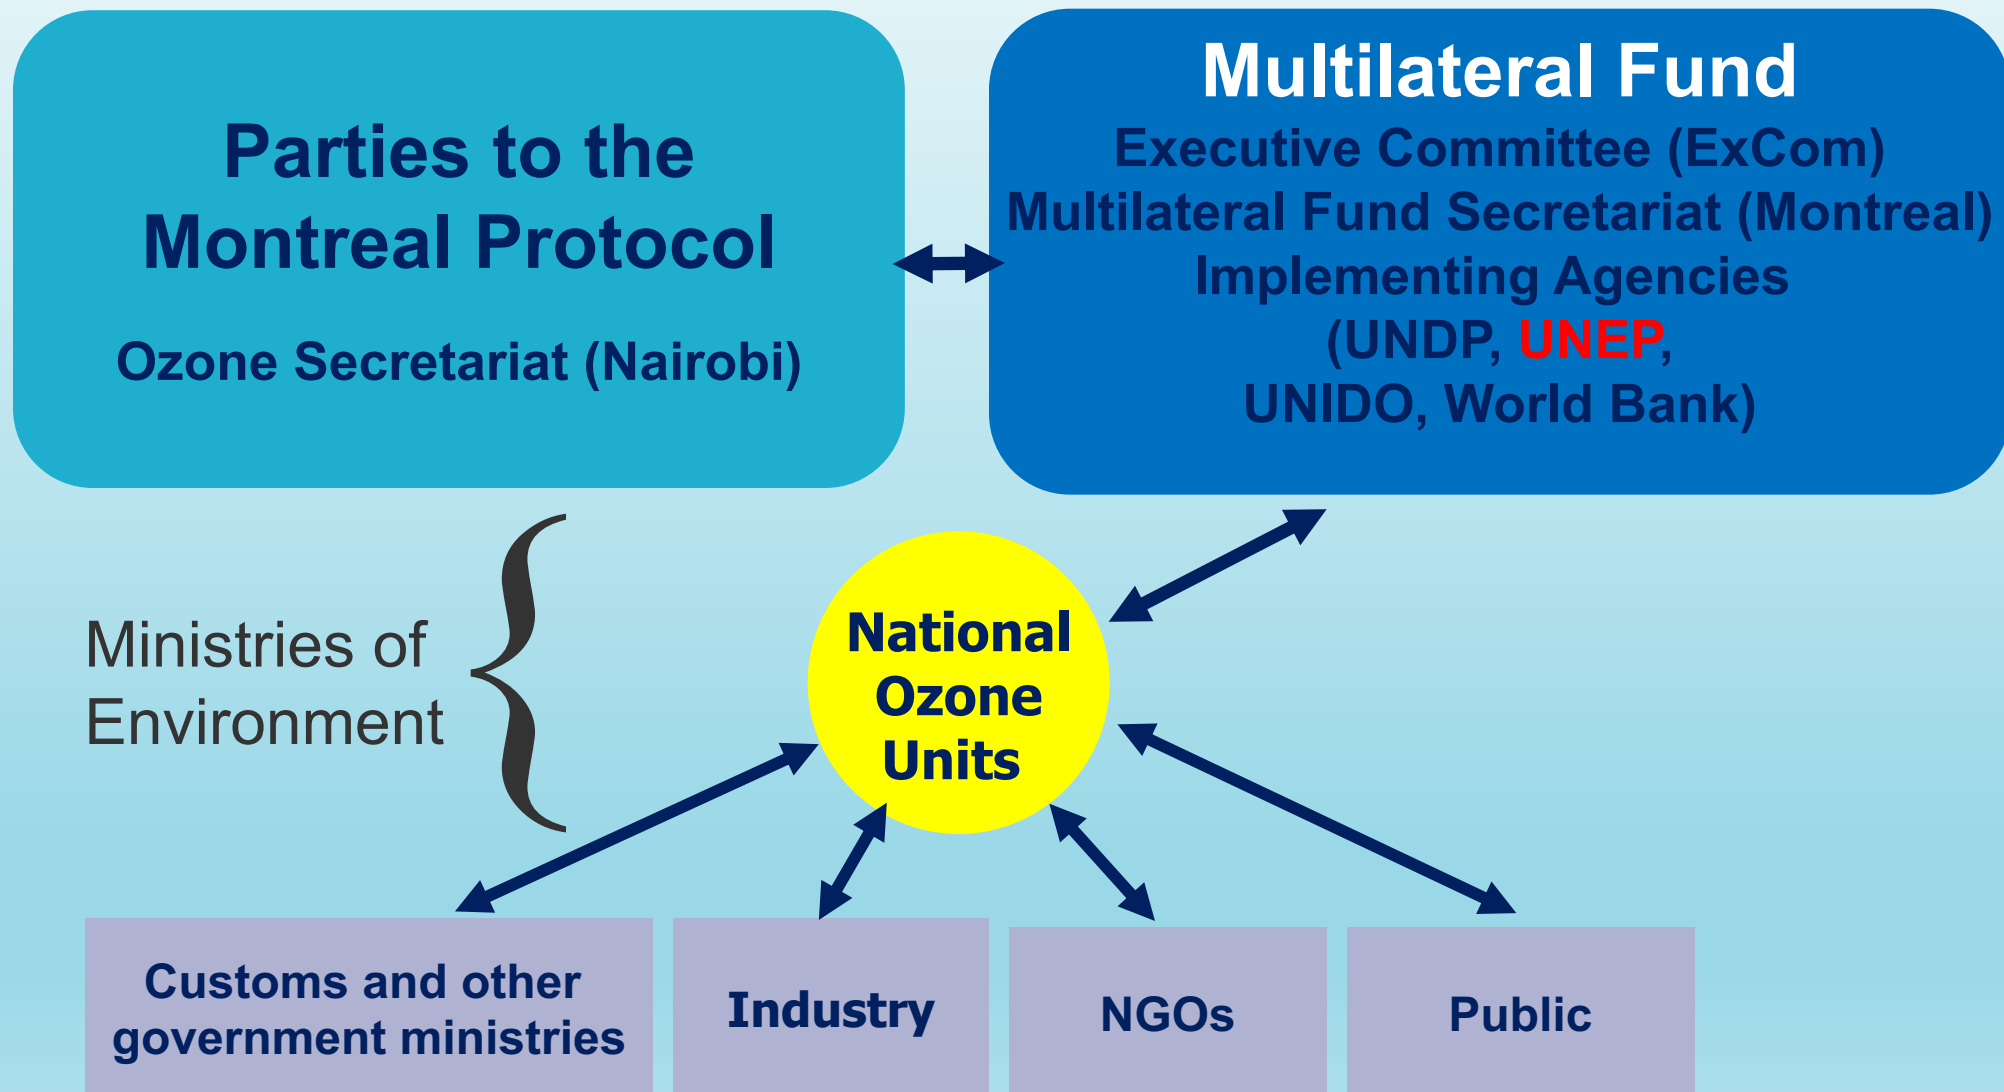 Parties to the
Montreal Protocol
Ozone Secretariat (Nairobi)
Multilateral Fund
Executive Committee (ExCom)
Multilateral Fund Secretariat (Montreal)
Implementing Agencies
(UNDP, UNEP,
UNIDO, World Bank)
Ministries of
Environment
National
Ozone
Units
Customs and other
government ministries
Industry
NGOs
Public